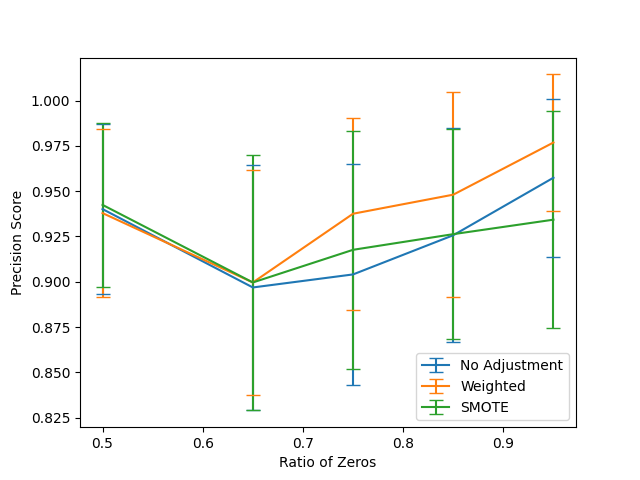 1.000
0.975
0.950
0.925
0.900
0.875
0.850
0.825
Precision Score
0.5 0.6 0.7 0.8 0.9
Ratio of Zeros
No Adjustment
Weighted
SMOTE